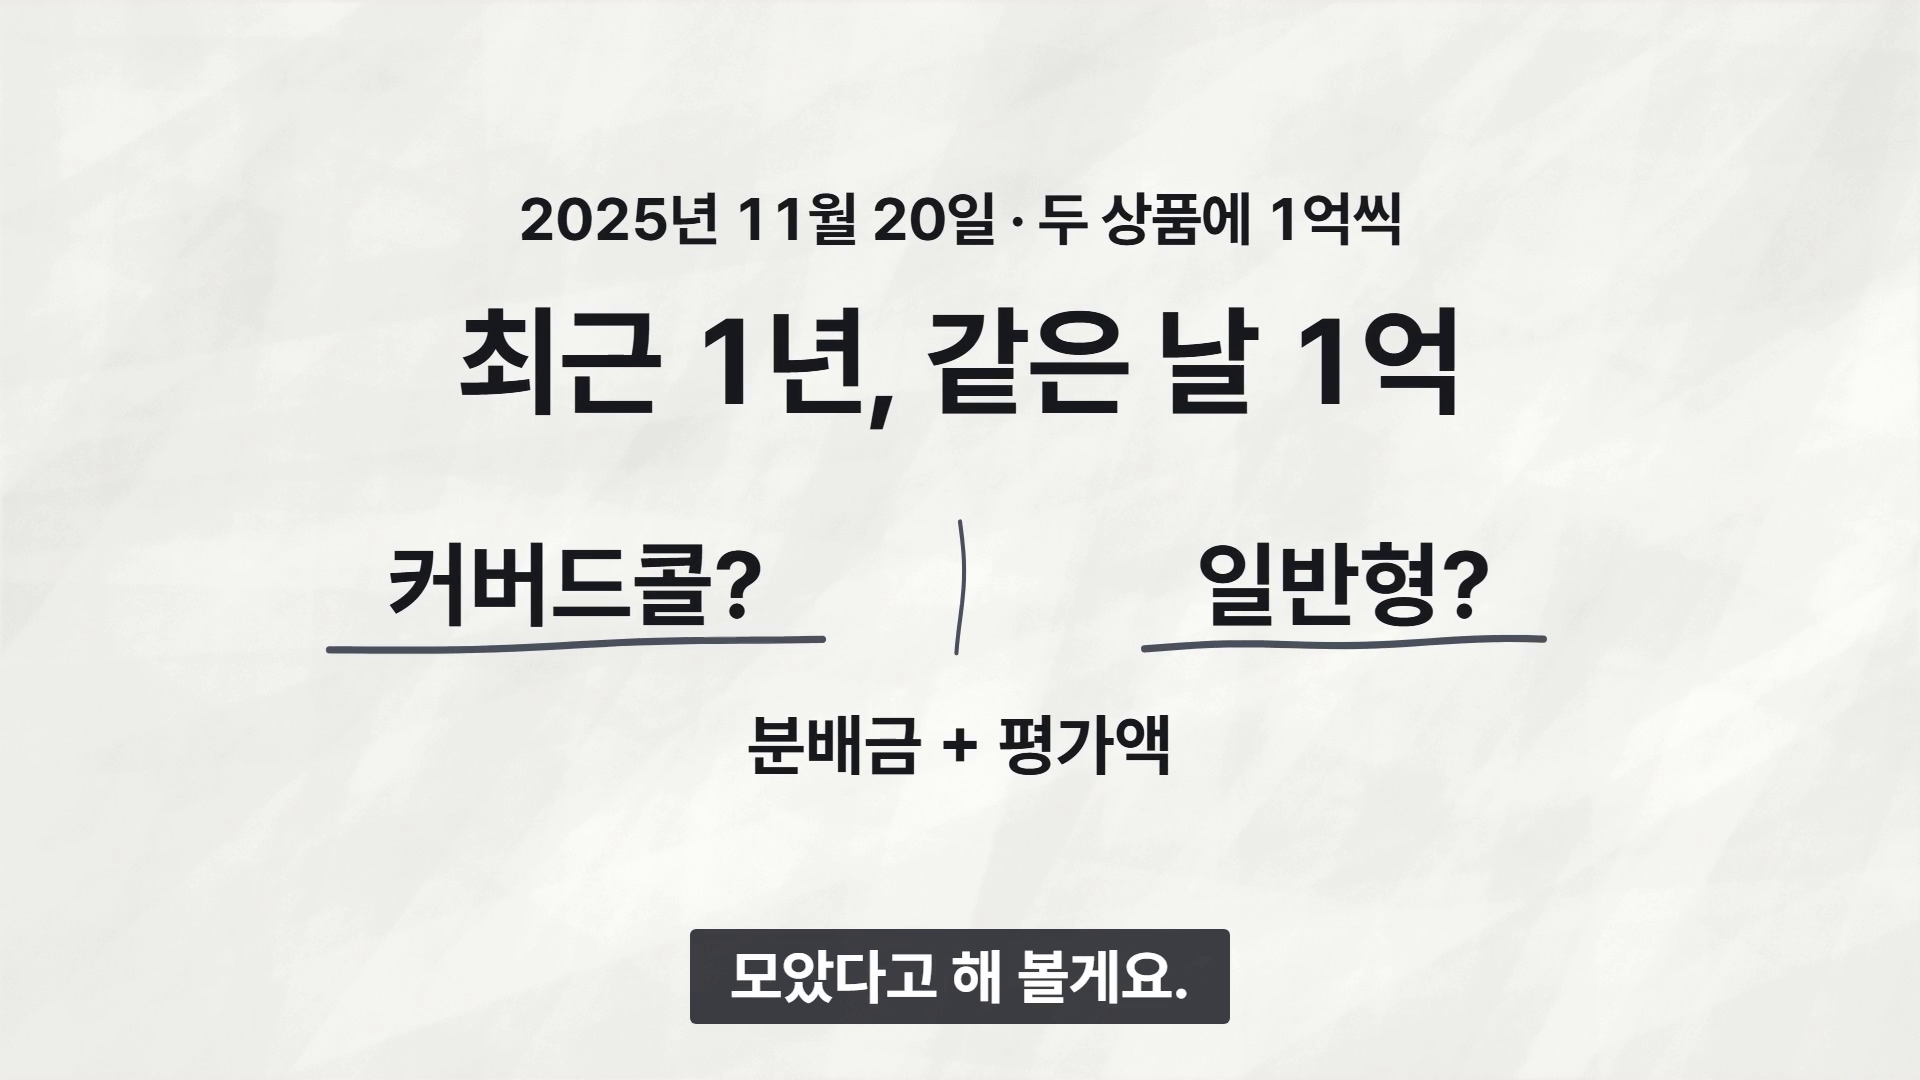 2025년 11월 20일 · 두 상품에 1억씩
최근 1년, 같은 날 1억
커버드콜?
일반형?
분배금 + 평가액
모았다고 해 볼게요.